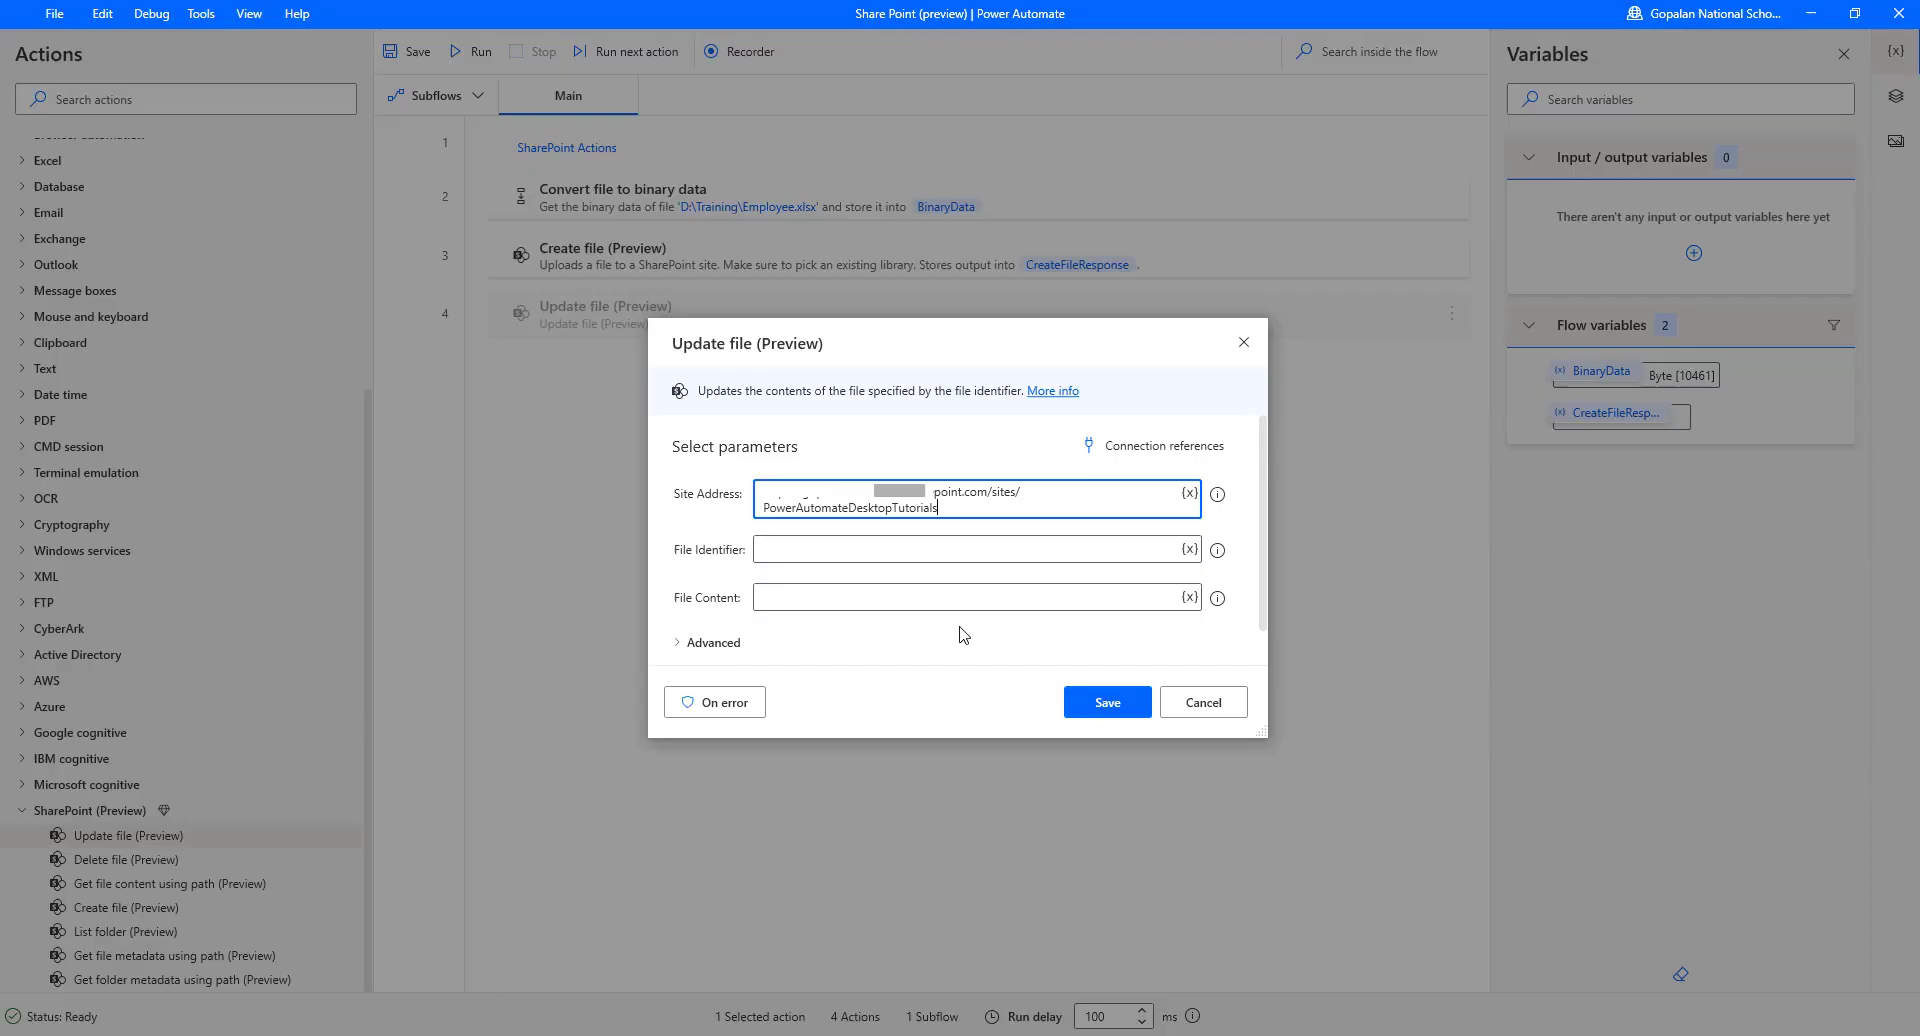 File Edit Debug Tools View Help
Share Point (preview) | Power Automate
Gopalan National Scho...
Actions
Search actions
Excel
Database
Email
Exchange
Outlook
Message boxes
Mouse and keyboard
Clipboard
Text
Date time
PDF
CMD session
Terminal emulation
OCR
Cryptography
Windows services
XML
FTP
CyberArk
Active Directory
AWS
Azure
Google cognitive
IBM cognitive
Microsoft cognitive
SharePoint (Preview)
Update file (Preview)
Delete file (Preview)
Get file content using path (Preview)
Create file (Preview)
List folder (Preview)
Get file metadata using path (Preview)
Get folder metadata using path (Preview)
Save Run Stop Run next action Recorder
Search inside the flow
Subflows Main
1 SharePoint Actions
2 Convert file to binary data
Get the binary data of file 'D:\Training\Employee.xlsx' and store it into BinaryData
3 Create file (Preview)
Uploads a file to a SharePoint site. Make sure to pick an existing library. Stores output into CreateFileResponse .
4 Update file (Preview)
Update file (Preview)
Update file (Preview)
Updates the contents of the file specified by the file identifier. More info
Select parameters
Connection references
Site Address: point.com/sites/ {x}
PowerAutomateDesktopTutorials
File Identifier: {x}
File Content: {x}
Advanced
On error
Save
Cancel
Variables
{x}
Search variables
Input / output variables 0
There aren't any input or output variables here yet
Flow variables 2
(x) BinaryData Byte [10461]
(x) CreateFileResp...
Status: Ready
1 Selected action
4 Actions
1 Subflow
Run delay 100 ms